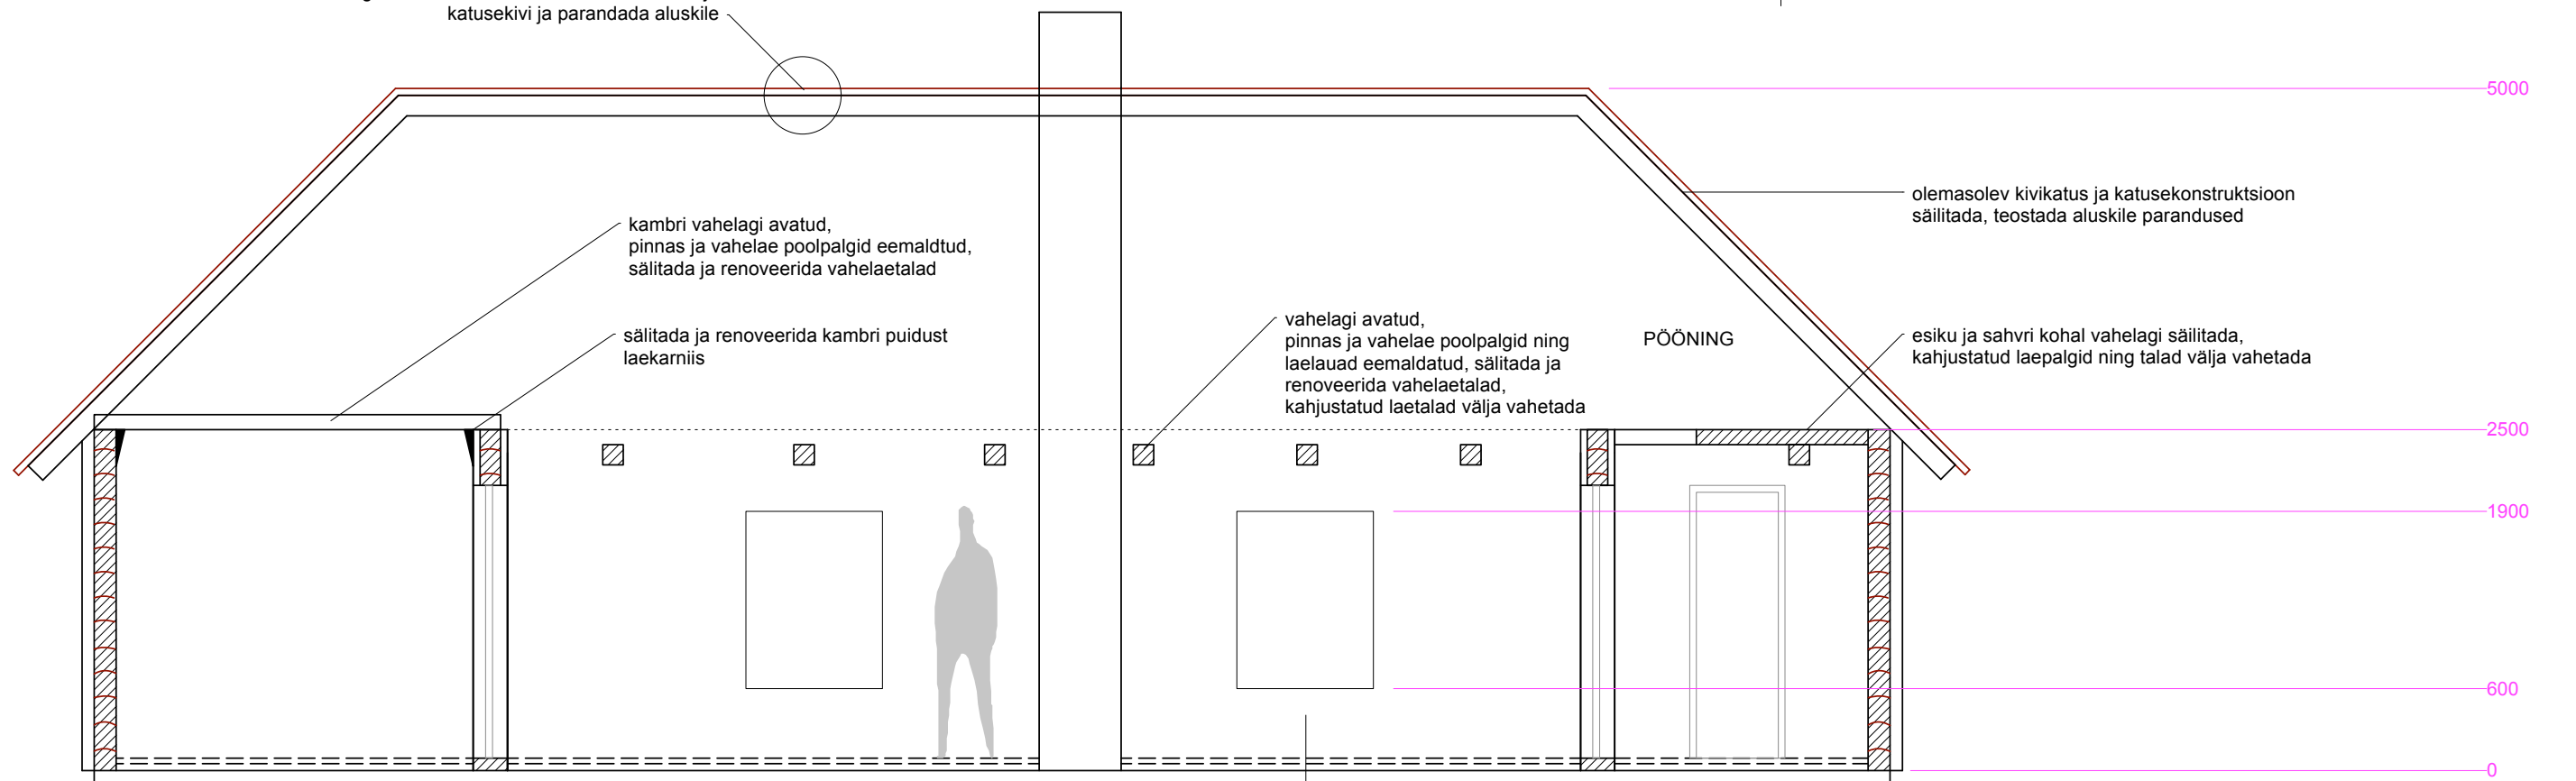 katusekivi ja parandada aluskile
5000
olemasolev kivikatus ja katusekonstruktsioon
säilitada, teostada aluskile parandused
kambri vahelagi avatud,
pinnas ja vahelae poolpalgid eemaldtud,
sälitada ja renoveerida vahelaetalad
sälitada ja renoveerida kambri puidust
laekarniis
vahelagi avatud,
pinnas ja vahelae poolpalgid ning
laelauad eemaldatud, sälitada ja
renoveerida vahelaetalad,
kahjustatud laetalad välja vahetada
PÖÖNING
esiku ja sahvri kohal vahelagi säilitada,
kahjustatud laepalgid ning talad välja vahetada
2500
1900
600
0